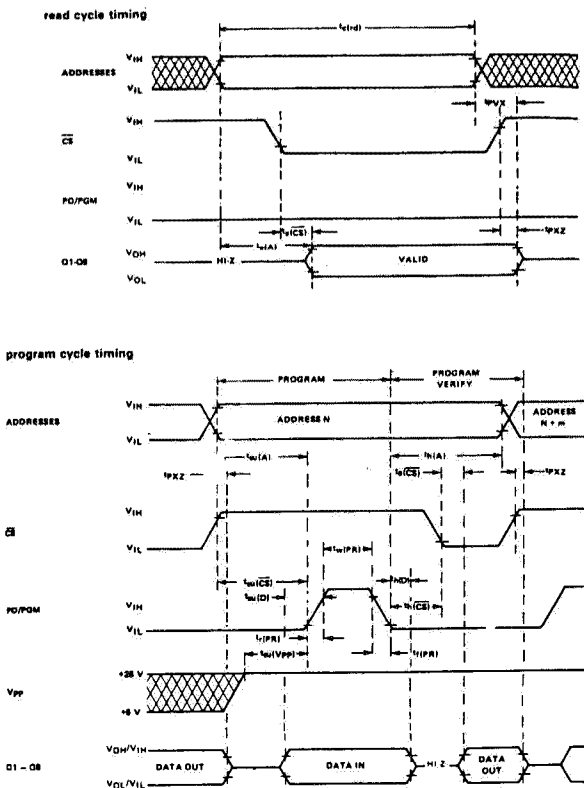 read cycle timing
tc(rd)
ADDRESSES
VIH
VIL
tPVX
CS
VIH
VIL
PD/PGM
VIH
VIL
ta(CS)
ta(A)
tPXZ
Q1-Q8
VOH
VOL
HI-Z
VALID
program cycle timing
PROGRAM
PROGRAM VERIFY
ADDRESSES
VIH
VIL
ADDRESS N
ADDRESS
N + m
tPXZ
tsu(A)
th(A)
ta(CS)
tPXZ
CS
VIH
VIL
tw(PR)
tsu(CS)
tsu(D)
th(D)
th(CS)
PD/PGM
VIH
VIL
tr(PR)
tf(PR)
tsu(VPP)
VPP
+25 V
+5 V
Q1 - Q8
VOH/VIH
VOL/VIL
DATA OUT
DATA IN
HI-Z
DATA
OUT